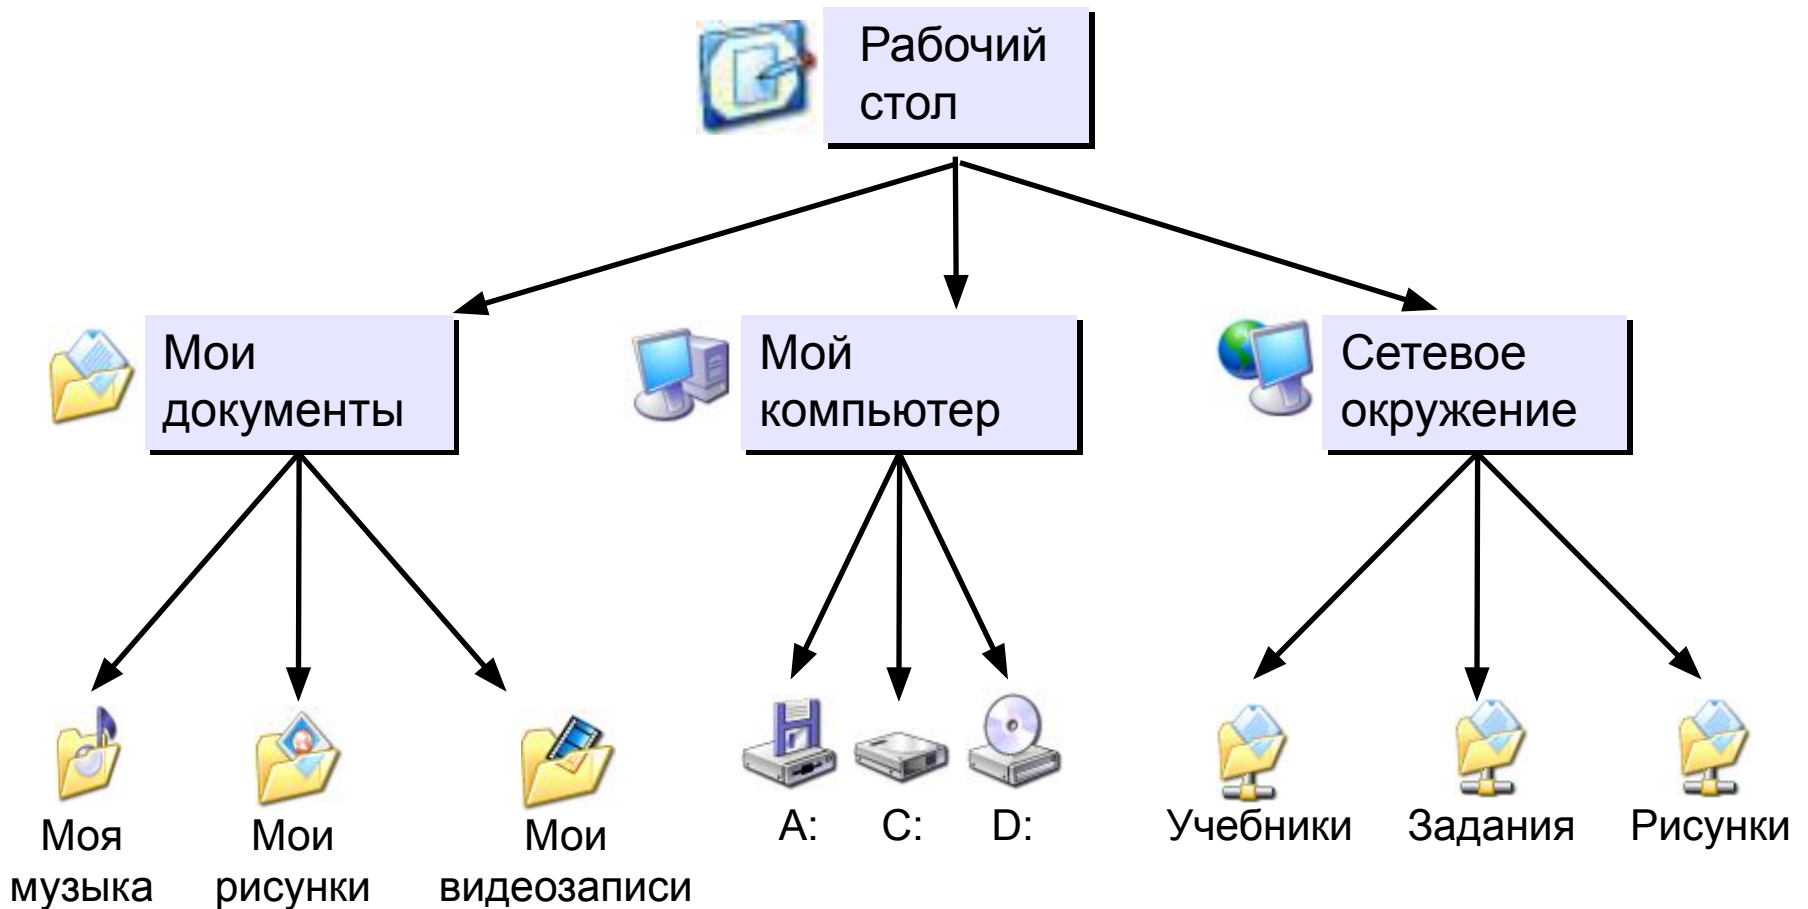 Рабочий
стол
Мои
документы
Мой
компьютер
Сетевое
окружение
Моя
музыка
Мои
рисунки
Мои
видеозаписи
A:
C:
D:
Учебники
Задания
Рисунки